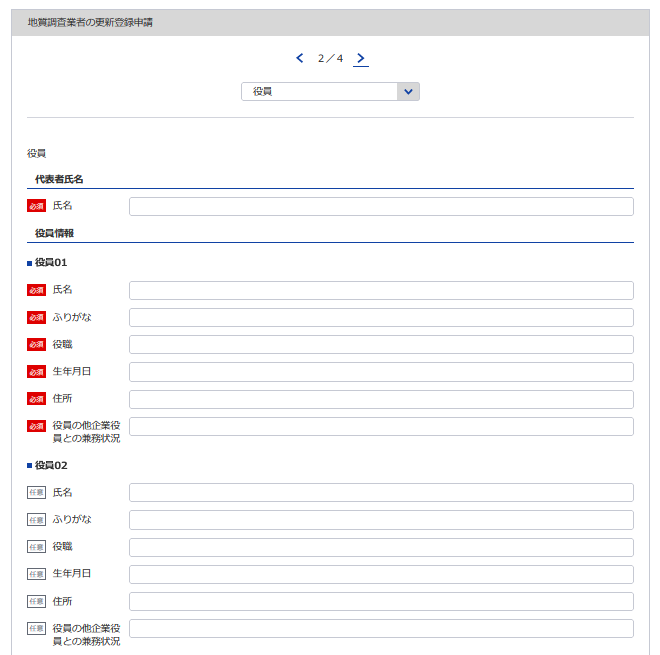 地質調査業者の更新登録申請
2／4
役員
役員
代表者氏名
必須 氏名
役員情報
役員01
必須 氏名
必須 ふりがな
必須 役職
必須 生年月日
必須 住所
必須 役員の他企業役
員との兼務状況
役員02
任意 氏名
任意 ふりがな
任意 役職
任意 生年月日
任意 住所
任意 役員の他企業役
員との兼務状況